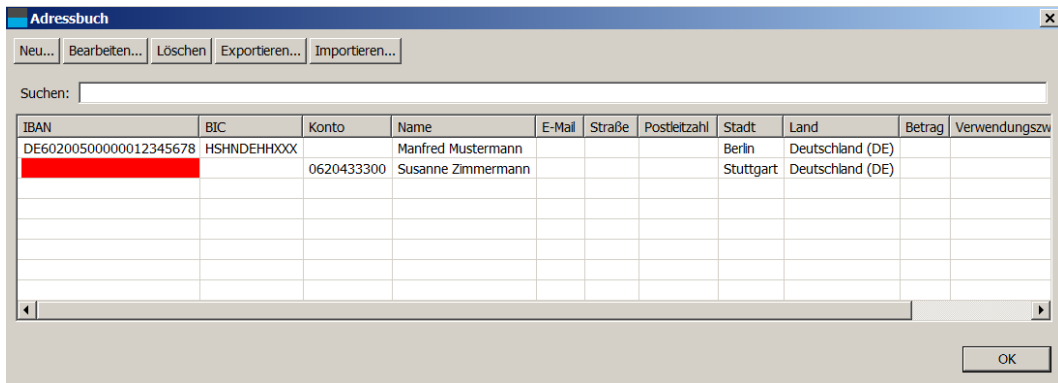 Adressbuch
Neu... Bearbeiten... Löschen Exportieren... Importieren...
Suchen:
IBAN BIC Konto Name E-Mail Straße Postleitzahl Stadt Land Betrag Verwendungszw
DE60200500000012345678 HSHNDEHHXXX Manfred Mustermann Berlin Deutschland (DE)
0620433300 Susanne Zimmermann Stuttgart Deutschland (DE)
OK